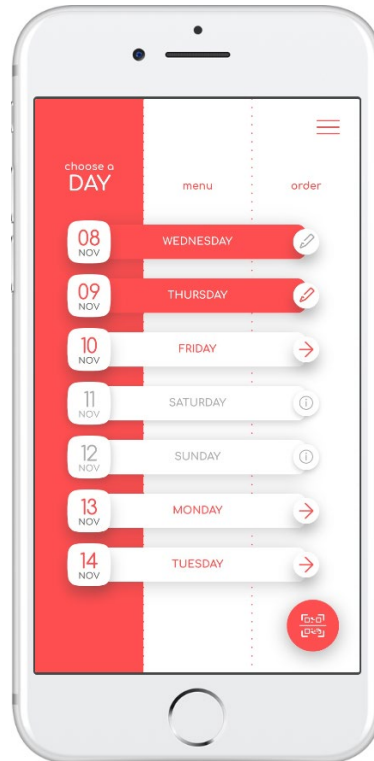 choose a
DAY
menu
order
08
NOV
WEDNESDAY
09
NOV
THURSDAY
10
NOV
FRIDAY
11
NOV
SATURDAY
12
NOV
SUNDAY
13
NOV
MONDAY
14
NOV
TUESDAY